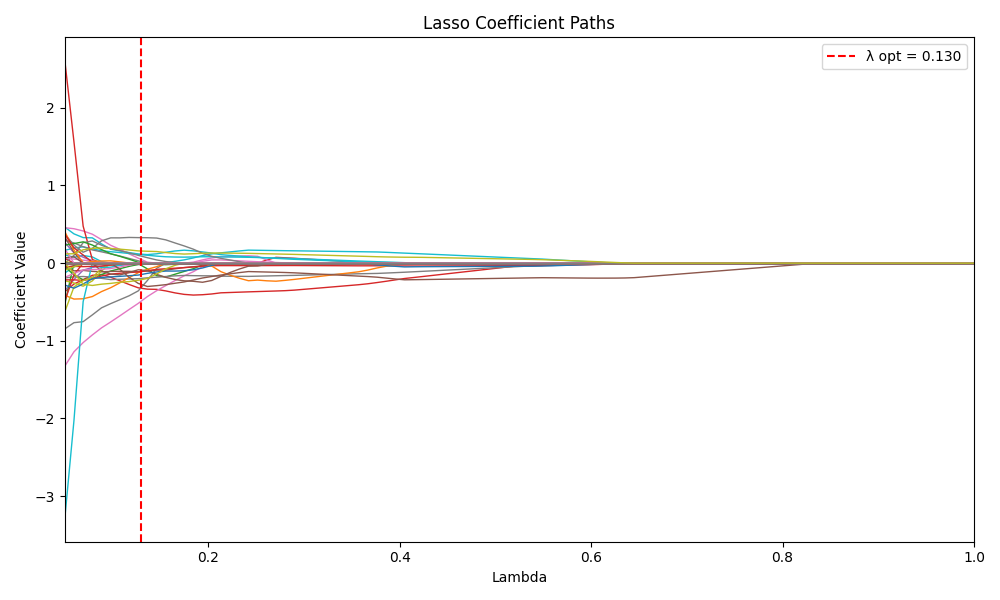 Lasso Coefficient Paths
λ opt = 0.130
Coefficient Value
2
1
0
−1
−2
−3
0.2
0.4
0.6
0.8
1.0
Lambda